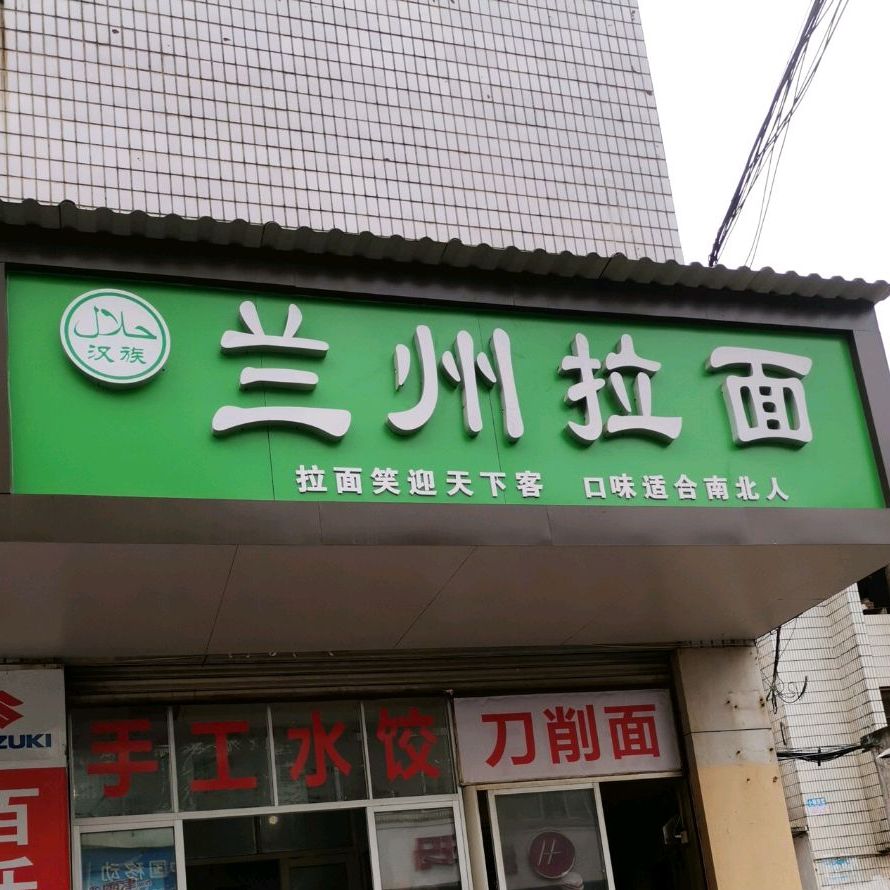 حلال
汉族
兰州拉面
拉面笑迎天下客 口味适合南北人
手工水饺
刀削面
ZUKI
百